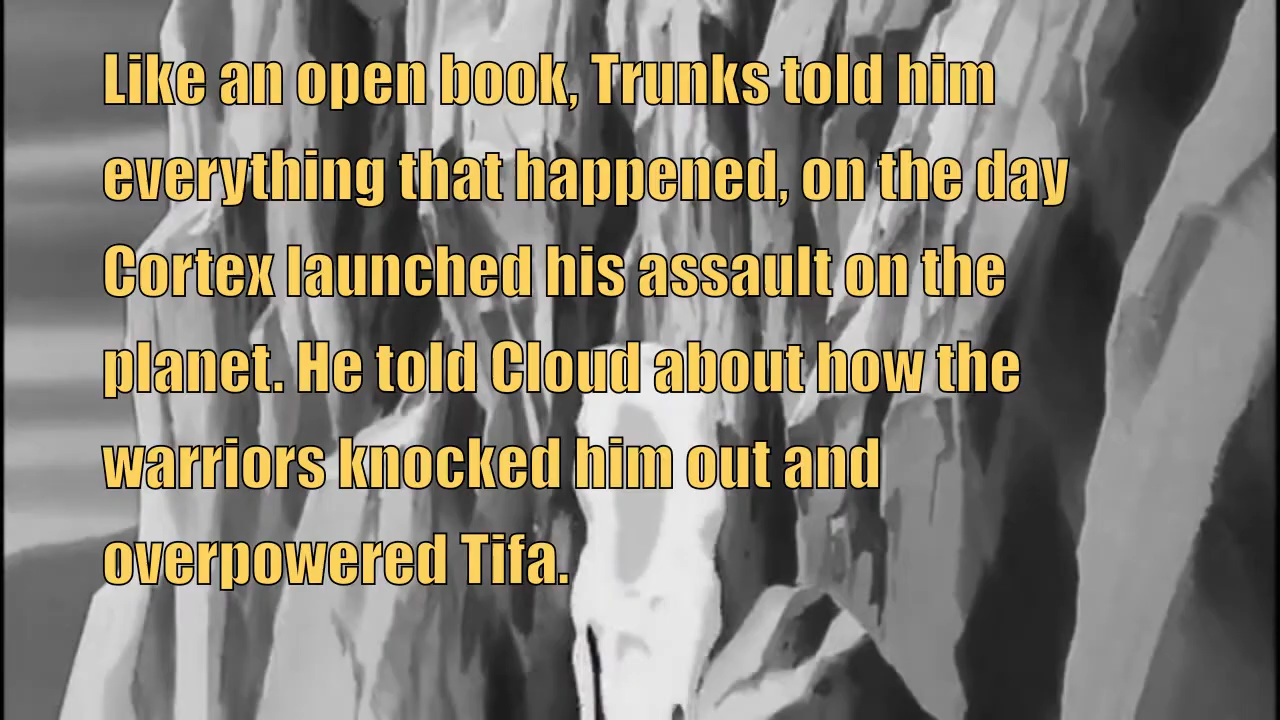 Like an open book, Trunks told him
everything that happened, on the day
Cortex launched his assault on the
planet. He told Cloud about how the
warriors knocked him out and
overpowered Tifa.